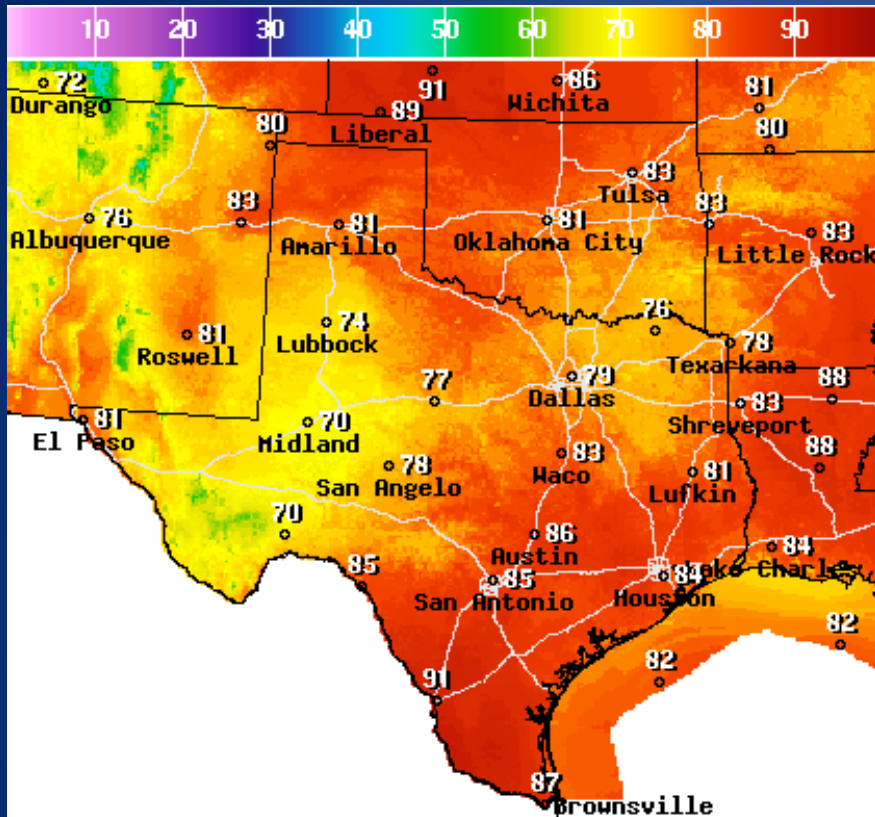 10 20 30 40 50 60 70 80 90
72 91 86
Durango Wichita 81
89
Liberal
80 80
83
Tulsa
76 83 81 81 83 83
Albuquerque Amarillo Oklahoma City Little Rock
74 76
81 Lubbock 78
Roswell Texarkana
79
77 Dallas 88
81 70 83
El Paso Midland Shreveport
78 83 81 88
San Angelo Waco Lufkin
70 86
Austin 84
85 85 84 Lake Charles
San Antonio Houston
82
82
91
87
Brownsville